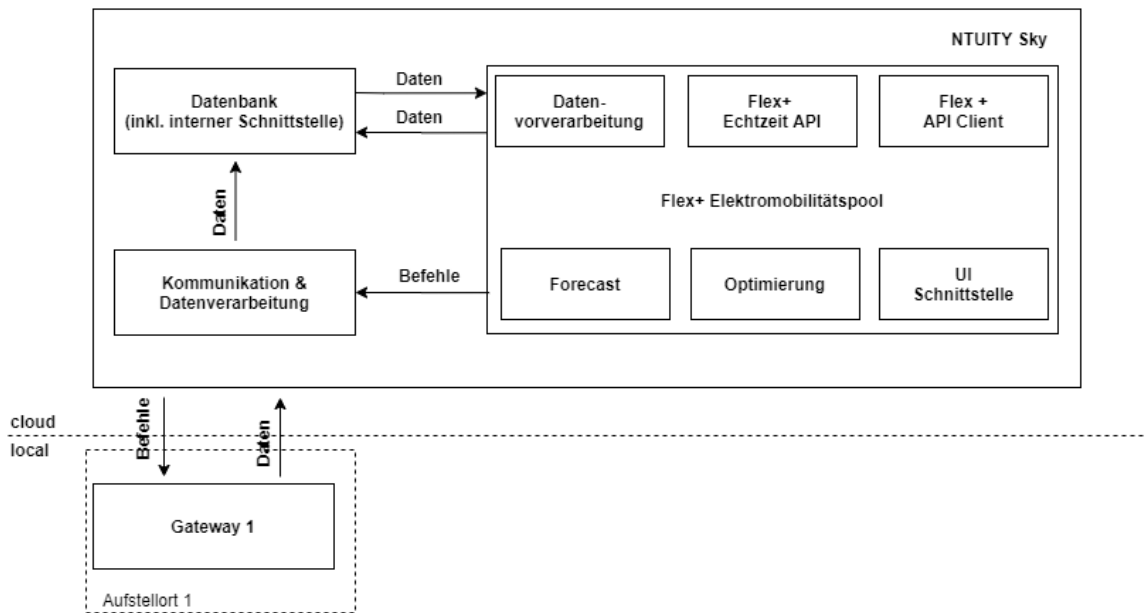 NTUITY Sky
Datenbank
(inkl. interner Schnittstelle)
Daten
Daten
Daten-
vorverarbeitung
Flex+
Echtzeit API
Flex +
API Client
Daten
Flex+ Elektromobilitätspool
Kommunikation &
Datenverarbeitung
Befehle
Forecast
Optimierung
UI
Schnittstelle
cloud
local
Befehle
Daten
Gateway 1
Aufstellort 1